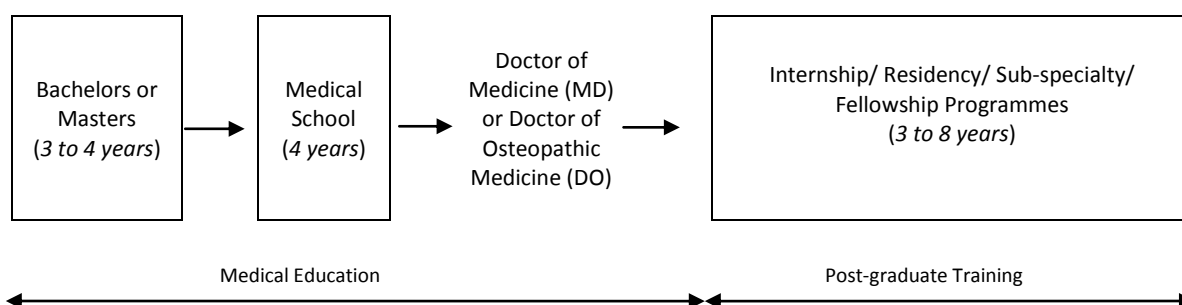 Bachelors or
Masters
(3 to 4 years)
Medical
School
(4 years)
Doctor of
Medicine (MD)
or Doctor of
Osteopathic
Medicine (DO)
Internship/ Residency/ Sub-specialty/
Fellowship Programmes
(3 to 8 years)
Medical Education
Post-graduate Training